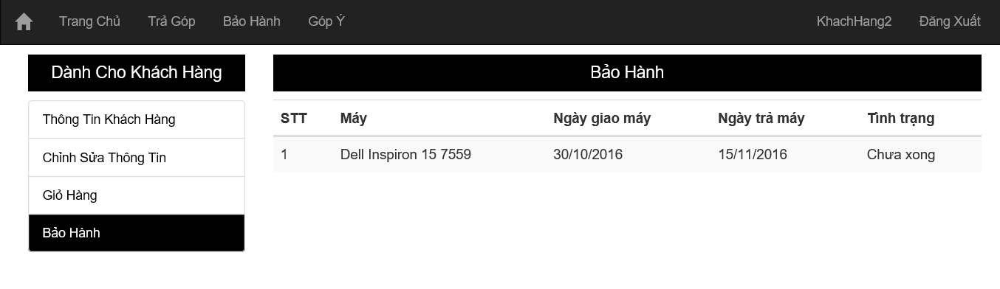 Trang Chủ Trả Góp Bảo Hành Góp Ý KhachHang2 Đăng Xuất
Dành Cho Khách Hàng
Thông Tin Khách Hàng
Chỉnh Sửa Thông Tin
Giỏ Hàng
Bảo Hành
Bảo Hành
STT Máy Ngày giao máy Ngày trả máy Tình trạng
1 Dell Inspiron 15 7559 30/10/2016 15/11/2016 Chưa xong